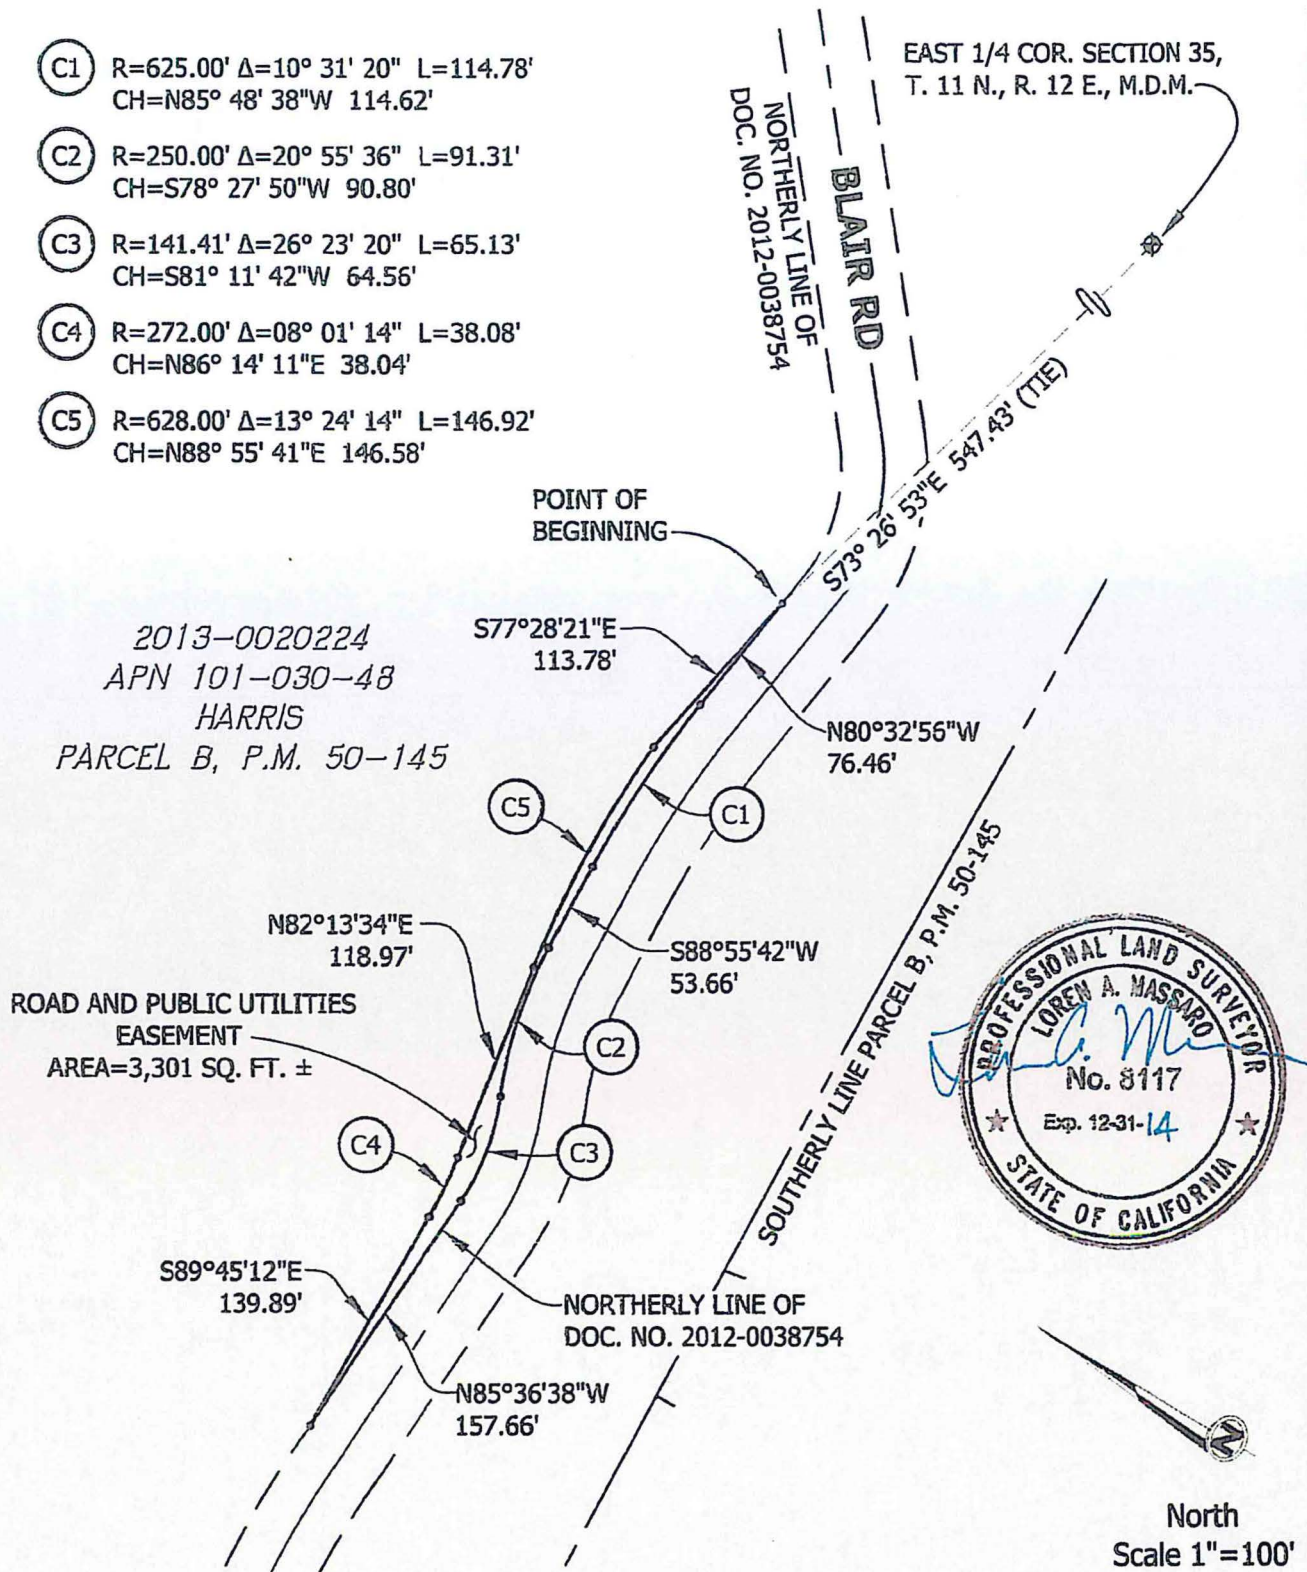 C1 R=625.00' Δ=10° 31' 20" L=114.78'
CH=N85° 48' 38"W 114.62'
C2 R=250.00' Δ=20° 55' 36" L=91.31'
CH=S78° 27' 50"W 90.80'
C3 R=141.41' Δ=26° 23' 20" L=65.13'
CH=S81° 11' 42"W 64.56'
C4 R=272.00' Δ=08° 01' 14" L=38.08'
CH=N86° 14' 11"E 38.04'
C5 R=628.00' Δ=13° 24' 14" L=146.92'
CH=N88° 55' 41"E 146.58'
EAST 1/4 COR. SECTION 35,
T. 11 N., R. 12 E., M.D.M.
NORTHERLY LINE OF
DOC. NO. 2012-0038754
BLAIR RD
S73° 26' 53"E 547.43' (TIE)
POINT OF
BEGINNING
2013-0020224
APN 101-030-48
HARRIS
PARCEL B, P.M. 50-145
S77°28'21"E
113.78'
N80°32'56"W
76.46'
C5
C1
N82°13'34"E
118.97'
S88°55'42"W
53.66'
ROAD AND PUBLIC UTILITIES
EASEMENT
AREA=3,301 SQ. FT. ±
C2
C4
C3
SOUTHERLY LINE PARCEL B, P.M. 50-145
PROFESSIONAL LAND SURVEYOR
LOREN A. MASSARO
No. 8117
Exp. 12-31-14
STATE OF CALIFORNIA
S89°45'12"E
139.89'
NORTHERLY LINE OF
DOC. NO. 2012-0038754
N85°36'38"W
157.66'
N
North
Scale 1"=100'